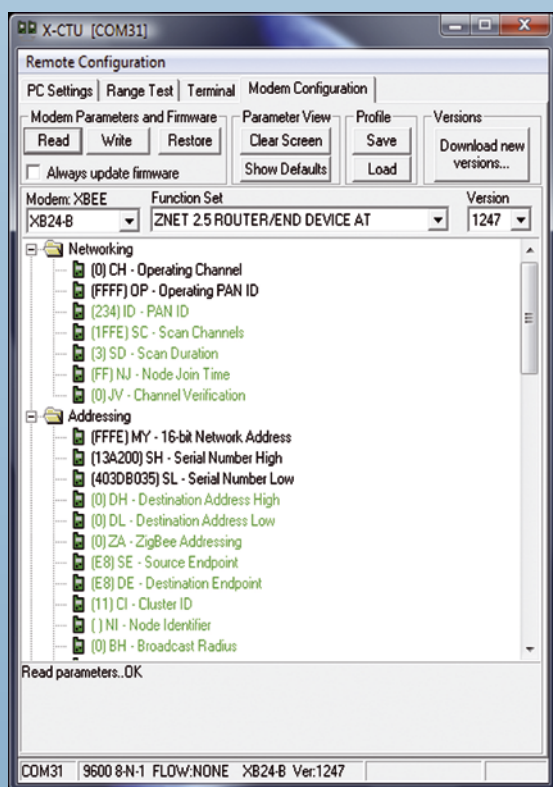 X-CTU [COM31]
Remote Configuration
PC Settings Range Test Terminal Modem Configuration
Modem Parameters and Firmware Parameter View Profile Versions
Read Write Restore Clear Screen Save Download new versions...
Always update firmware Show Defaults Load
Modem: XBEE Function Set Version
XB24-B ZNET 2.5 ROUTER/END DEVICE AT 1247
Networking
(0) CH - Operating Channel
(FFFF) OP - Operating PAN ID
(234) ID - PAN ID
(1FFE) SC - Scan Channels
(3) SD - Scan Duration
(FF) NJ - Node Join Time
(0) JV - Channel Verification
Addressing
(FFFE) MY - 16-bit Network Address
(13A200) SH - Serial Number High
(403DB035) SL - Serial Number Low
(0) DH - Destination Address High
(0) DL - Destination Address Low
(0) ZA - ZigBee Addressing
(E8) SE - Source Endpoint
(E8) DE - Destination Endpoint
(11) CI - Cluster ID
( ) NI - Node Identifier
(0) BH - Broadcast Radius
Read parameters..OK
COM31 9600 8-N-1 FLOW:NONE XB24-B Ver:1247